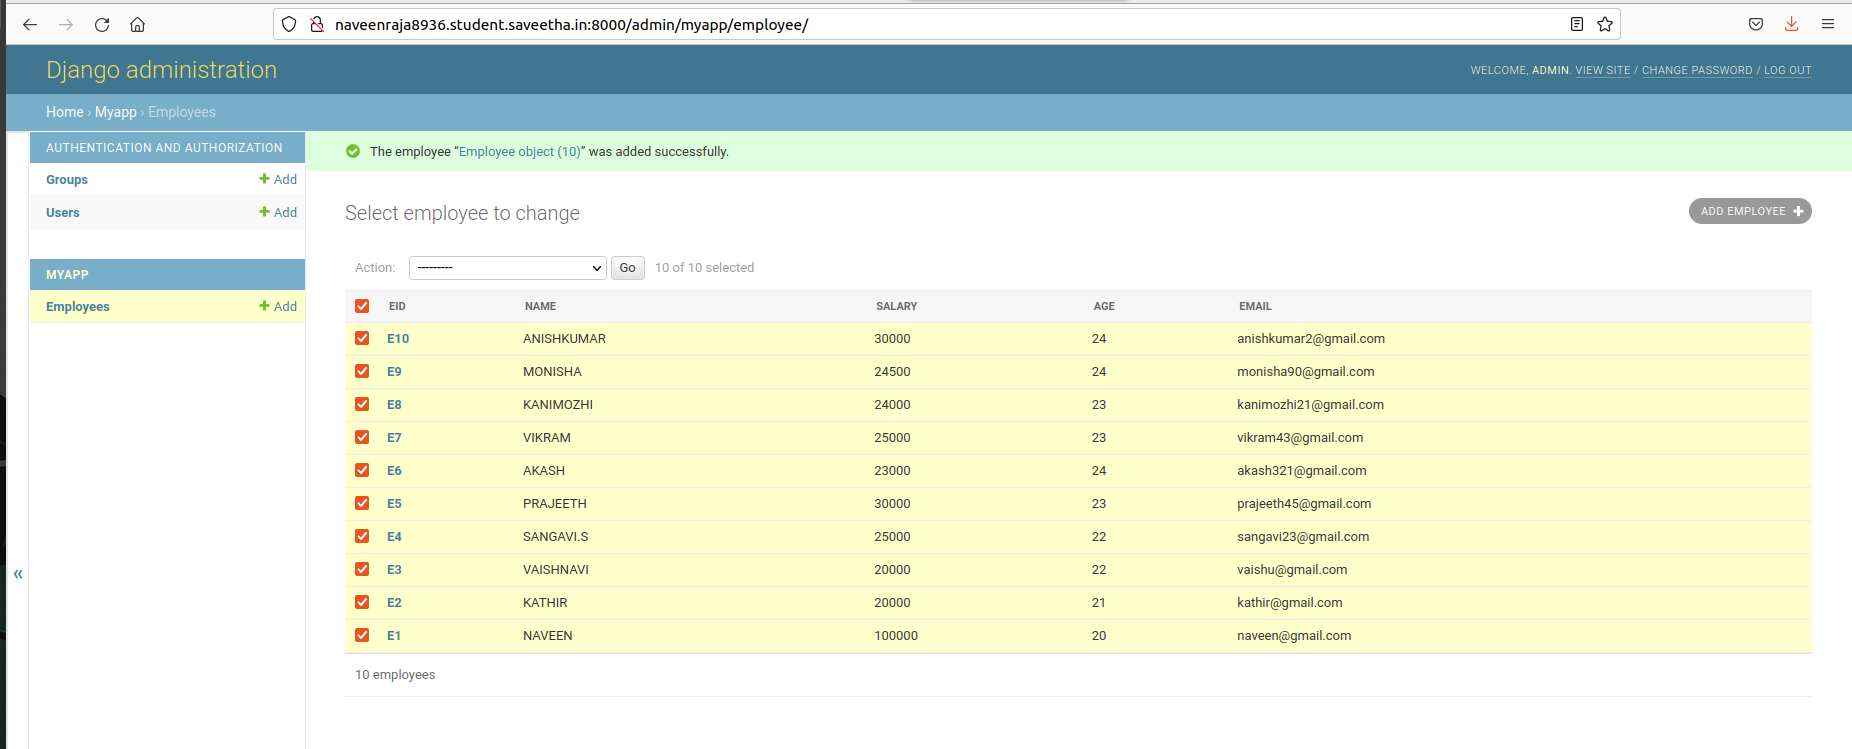 naveenraja8936.student.saveetha.in:8000/admin/myapp/employee/
Django administration
WELCOME, ADMIN. VIEW SITE / CHANGE PASSWORD / LOG OUT
Home › Myapp › Employees
AUTHENTICATION AND AUTHORIZATION
Groups + Add
Users + Add
MYAPP
Employees + Add
«
The employee “Employee object (10)” was added successfully.
Select employee to change
ADD EMPLOYEE +
Action: --------- Go 10 of 10 selected
EID NAME SALARY AGE EMAIL
E10 ANISHKUMAR 30000 24 anishkumar2@gmail.com
E9 MONISHA 24500 24 monisha90@gmail.com
E8 KANIMOZHI 24000 23 kanimozhi21@gmail.com
E7 VIKRAM 25000 23 vikram43@gmail.com
E6 AKASH 23000 24 akash321@gmail.com
E5 PRAJEETH 30000 23 prajeeth45@gmail.com
E4 SANGAVI.S 25000 22 sangavi23@gmail.com
E3 VAISHNAVI 20000 22 vaishu@gmail.com
E2 KATHIR 20000 21 kathir@gmail.com
E1 NAVEEN 100000 20 naveen@gmail.com
10 employees